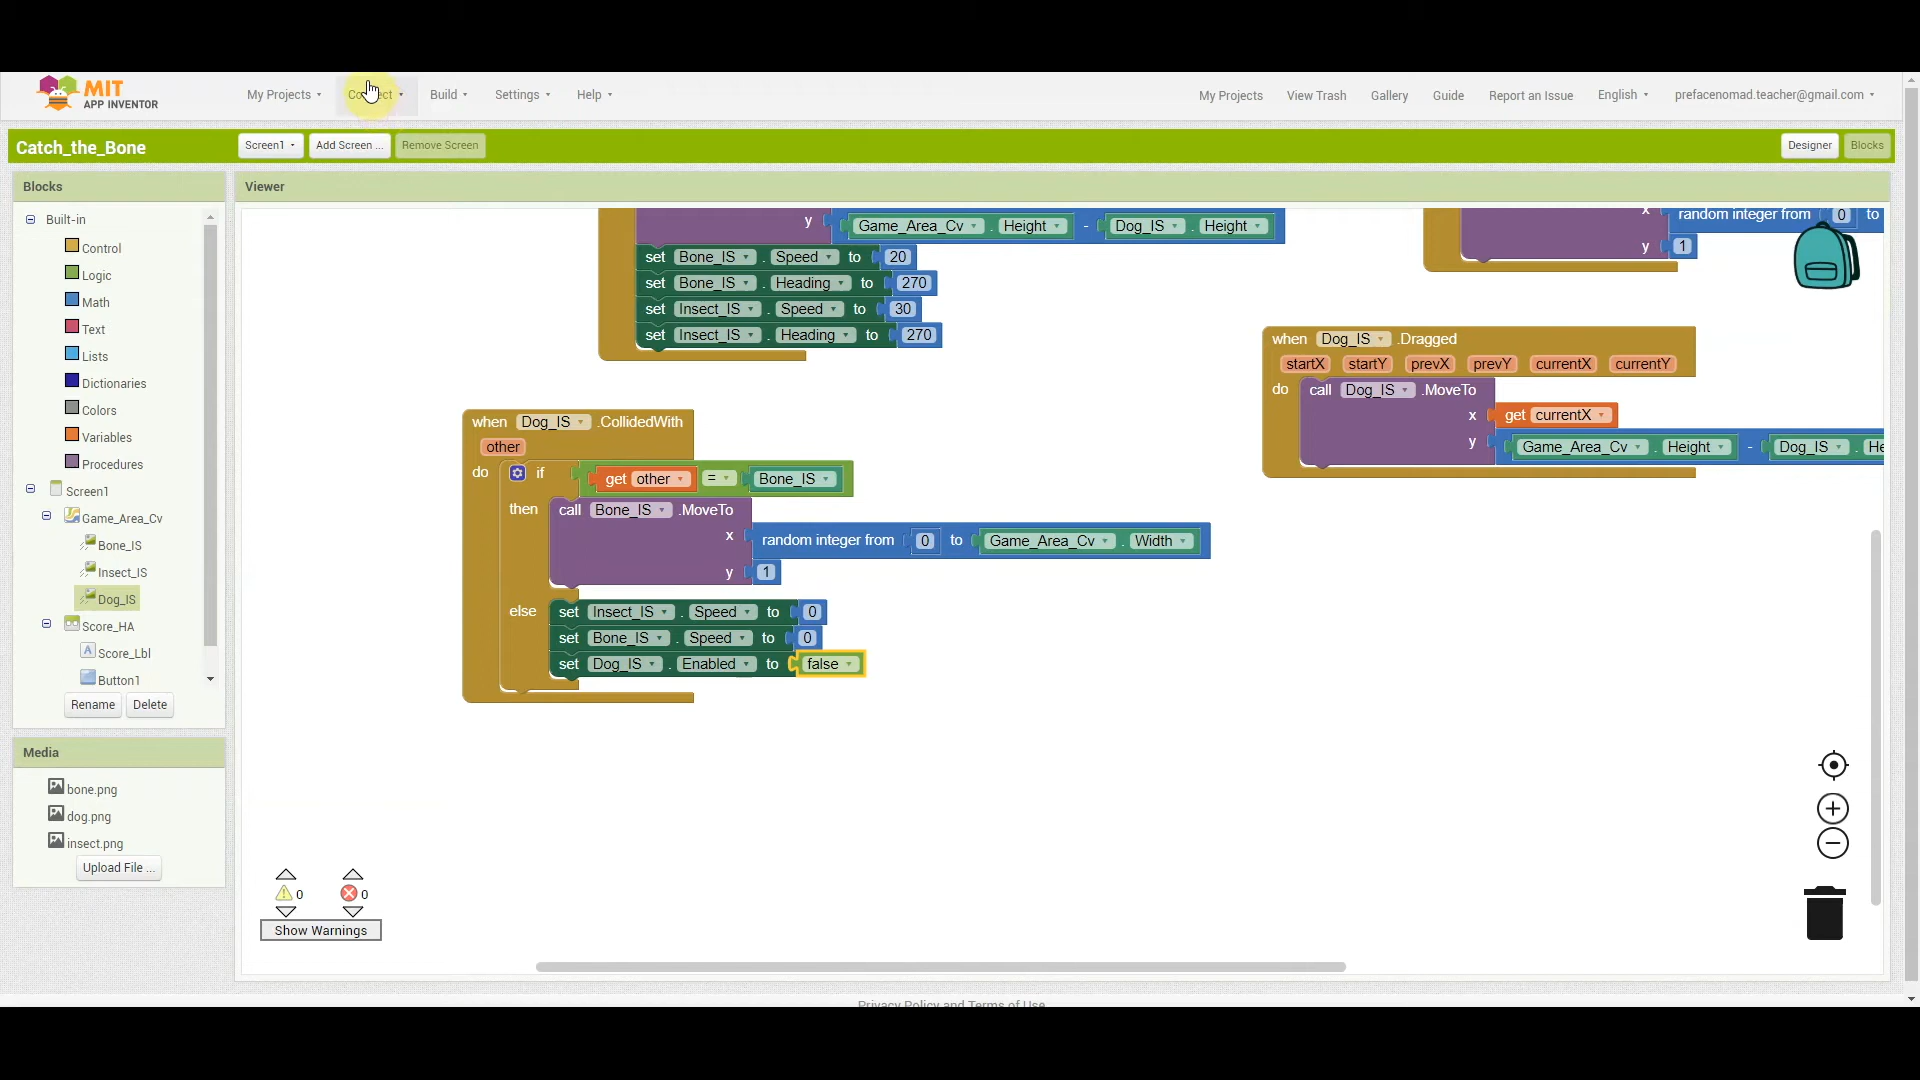 MIT
APP INVENTOR
My Projects
Build
Settings
Help
My Projects
View Trash
Gallery
Guide
Report an Issue
English
prefacenomad.teacher@gmail.com
Catch_the_Bone
Screen1
Add Screen ...
Remove Screen
Designer
Blocks
Blocks
Viewer
Built-in
Control
Logic
Math
Text
Lists
Dictionaries
Colors
Variables
Procedures
Screen1
Game_Area_Cv
Bone_IS
Insect_IS
Dog_IS
Score_HA
Score_Lbl
Button1
Rename
Delete
Media
bone.png
dog.png
insect.png
Upload File ...
y Game_Area_Cv . Height - Dog_IS . Height
set Bone_IS . Speed to 20
set Bone_IS . Heading to 270
set Insect_IS . Speed to 30
set Insect_IS . Heading to 270
x random integer from 0 to
y 1
when Dog_IS .Dragged
startX startY prevX prevY currentX currentY
do call Dog_IS .MoveTo
x get currentX
y Game_Area_Cv . Height - Dog_IS . He
when Dog_IS .CollidedWith
other
do if get other = Bone_IS
then call Bone_IS .MoveTo
x random integer from 0 to Game_Area_Cv . Width
y 1
else set Insect_IS . Speed to 0
set Bone_IS . Speed to 0
set Dog_IS . Enabled to false
0 0
Show Warnings
Privacy Policy and Terms of Use